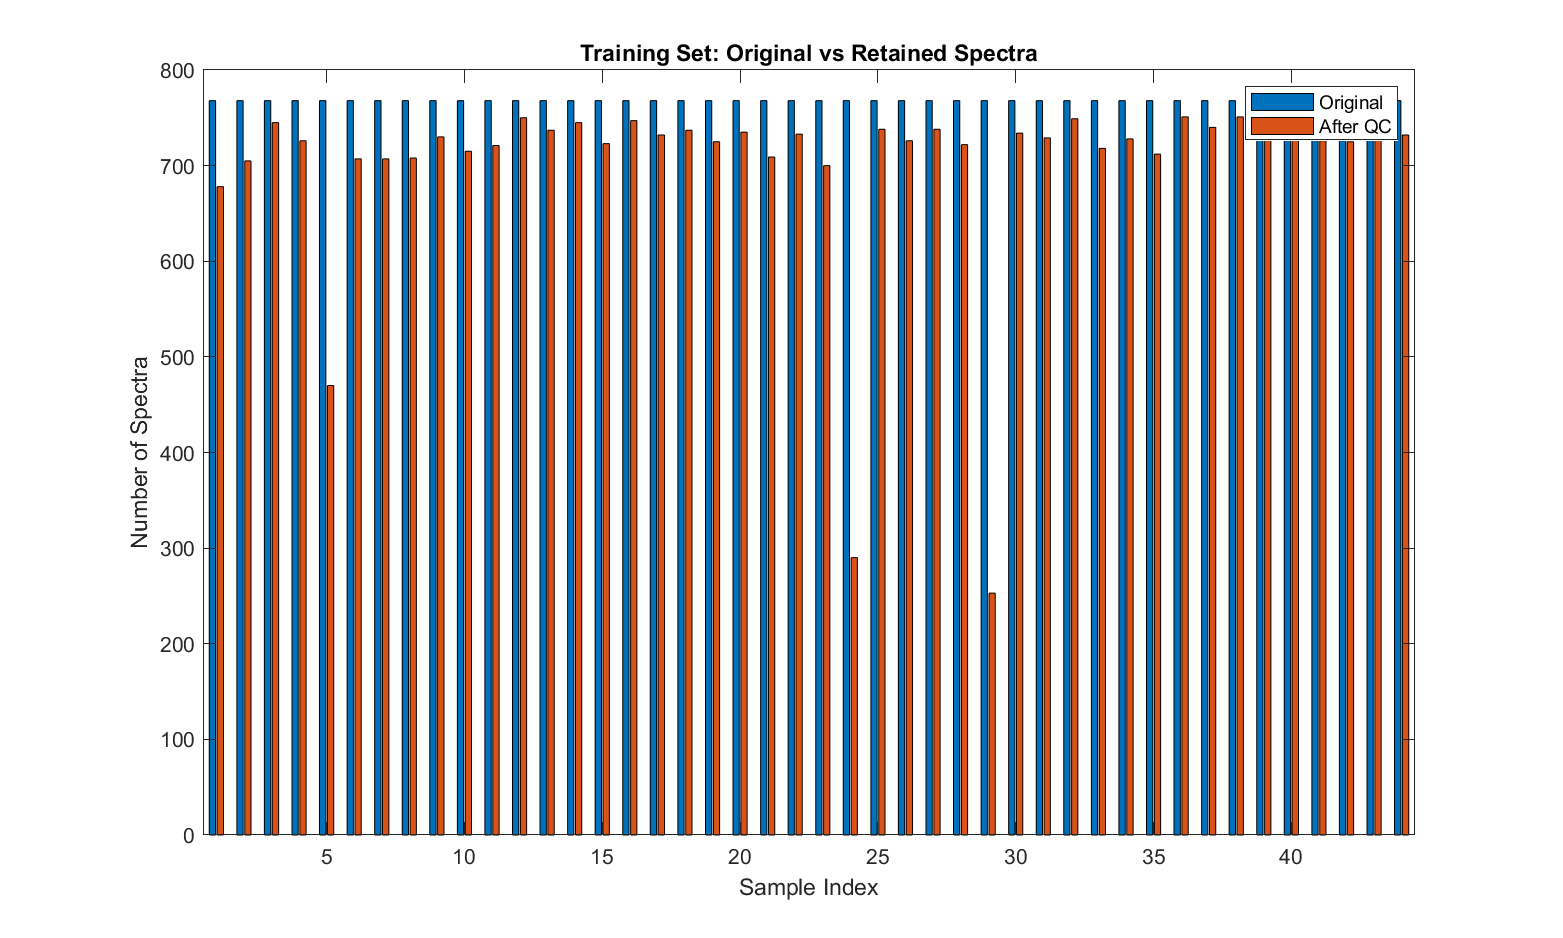 Training Set: Original vs Retained Spectra
800
700
600
500
400
300
200
100
0
Number of Spectra
Original
After QC
5 10 15 20 25 30 35 40
Sample Index